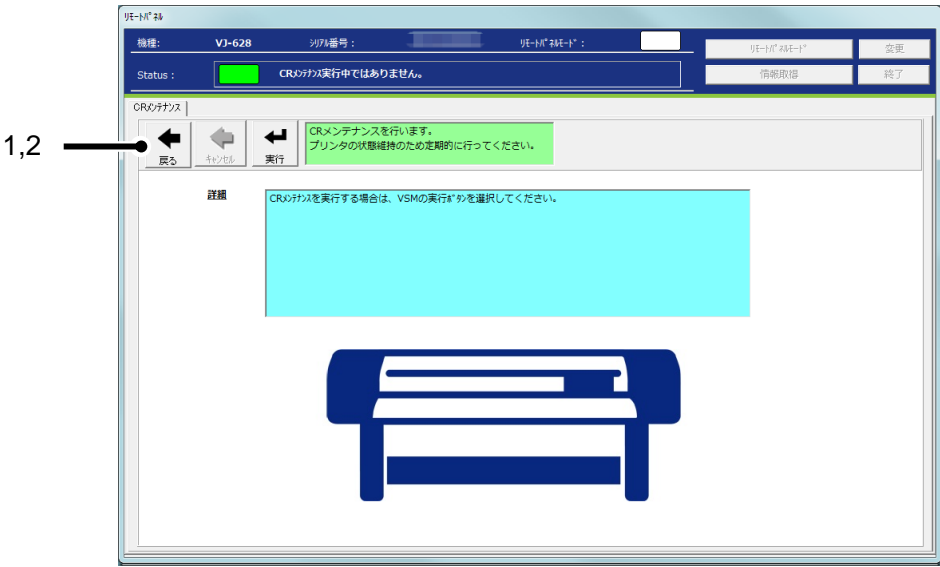 ﾘﾓｰﾄﾊﾟﾈﾙ
機種: VJ-628 ｼﾘｱﾙ番号： ﾘﾓｰﾄﾊﾟﾈﾙﾓｰﾄﾞ：
ﾘﾓｰﾄﾊﾟﾈﾙﾓｰﾄﾞ 変更
Status： CRﾒﾝﾃﾅﾝｽ実行中ではありません。
情報取得 終了
CRﾒﾝﾃﾅﾝｽ
1,2
戻る ｷｬﾝｾﾙ 実行
CRメンテナンスを行います。
プリンタの状態維持のため定期的に行ってください。
詳細
CRﾒﾝﾃﾅﾝｽを実行する場合は、VSMの実行ﾎﾞﾀﾝを選択してください。